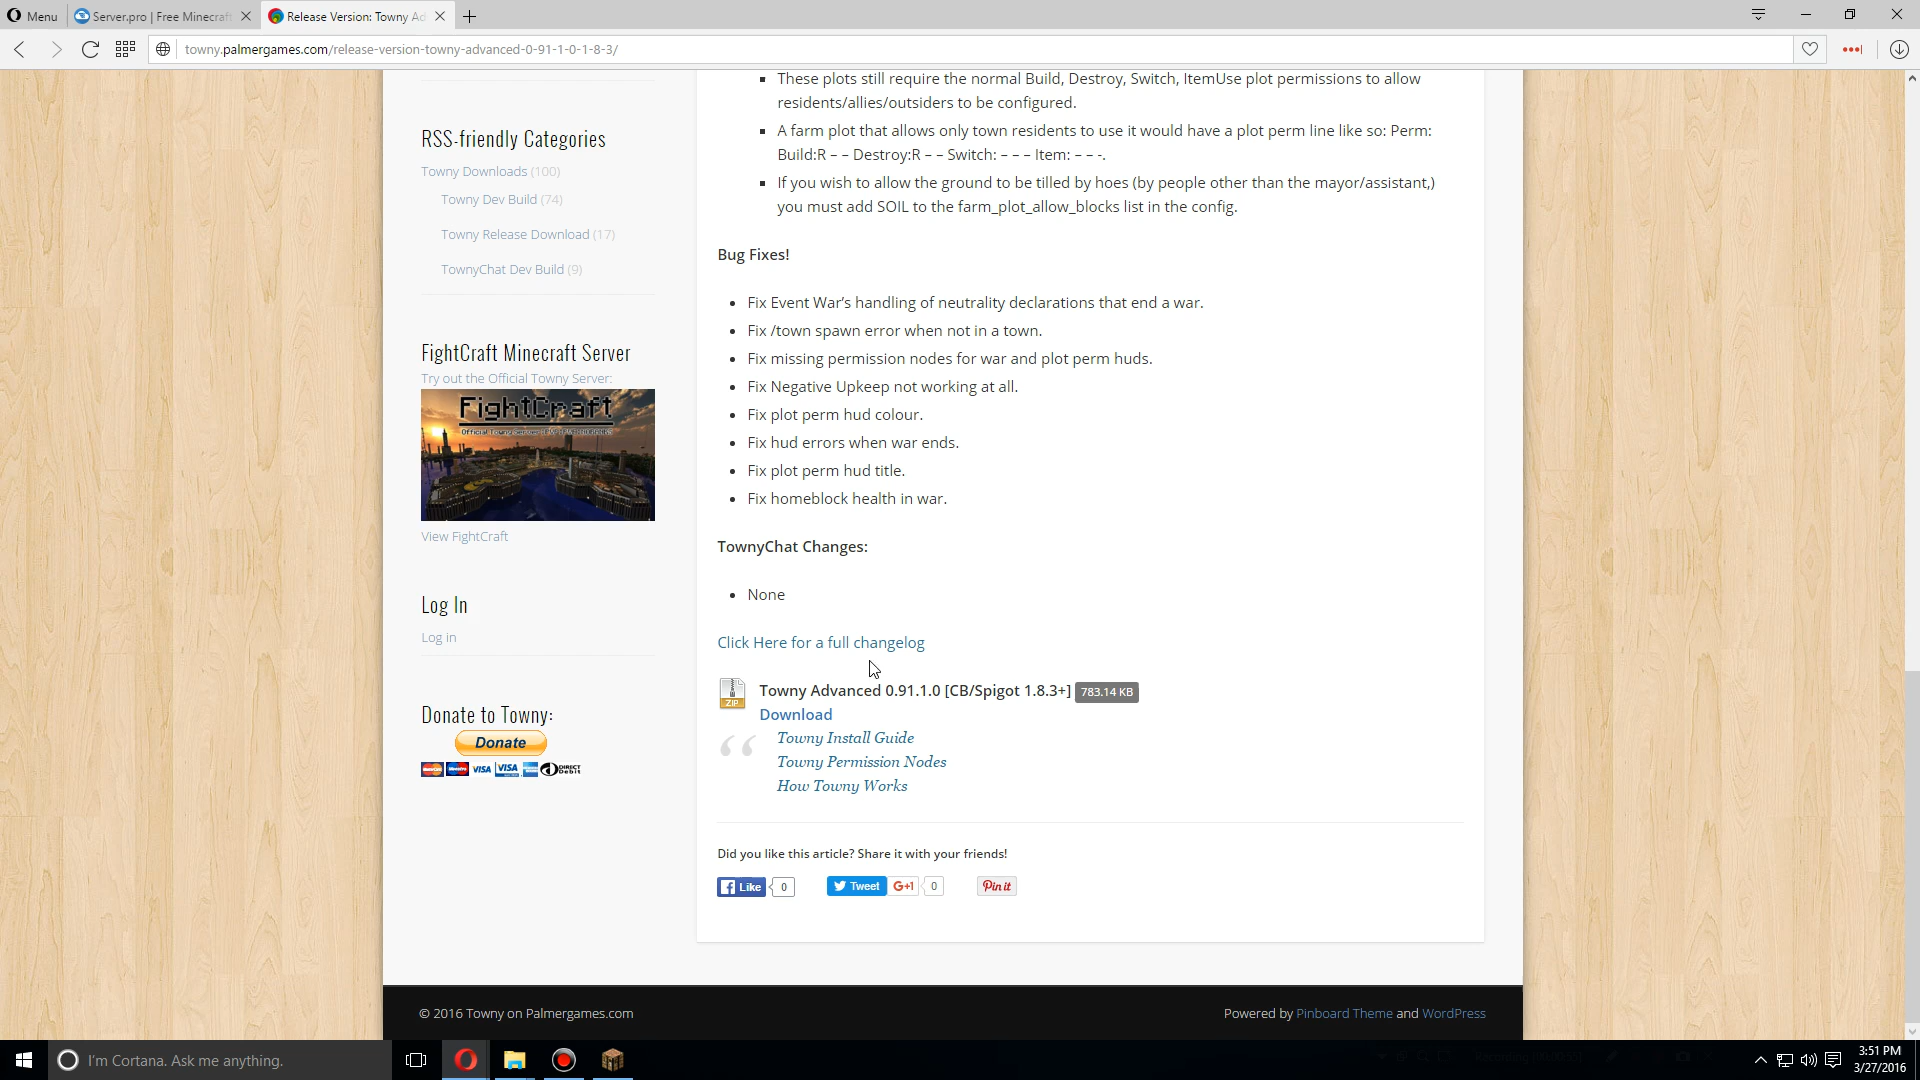 Menu
Server.pro | Free Minecraft
Release Version: Towny Ad
towny.palmergames.com/release-version-towny-advanced-0-91-1-0-1-8-3/
These plots still require the normal Build, Destroy, Switch, ItemUse plot permissions to allow
residents/allies/outsiders to be configured.
A farm plot that allows only town residents to use it would have a plot perm line like so: Perm:
Build:R – – Destroy:R – – Switch: – – – Item: – – -.
If you wish to allow the ground to be tilled by hoes (by people other than the mayor/assistant,)
you must add SOIL to the farm_plot_allow_blocks list in the config.
Bug Fixes!
Fix Event War's handling of neutrality declarations that end a war.
Fix /town spawn error when not in a town.
Fix missing permission nodes for war and plot perm huds.
Fix Negative Upkeep not working at all.
Fix plot perm hud colour.
Fix hud errors when war ends.
Fix plot perm hud title.
Fix homeblock health in war.
TownyChat Changes:
None
Click Here for a full changelog
ZIP
Towny Advanced 0.91.1.0 [CB/Spigot 1.8.3+] 783.14 KB
Download
Towny Install Guide
Towny Permission Nodes
How Towny Works
Did you like this article? Share it with your friends!
Like 0
Tweet
G+1 0
Pin it
RSS-friendly Categories
Towny Downloads (100)
Towny Dev Build (74)
Towny Release Download (17)
TownyChat Dev Build (9)
FightCraft Minecraft Server
Try out the Official Towny Server:
FightCraft
View FightCraft
Log In
Log in
Donate to Towny:
Donate
VISA
VISA
DIRECT
Debit
© 2016 Towny on Palmergames.com
Powered by Pinboard Theme and WordPress
I'm Cortana. Ask me anything.
3:51 PM
3/27/2016